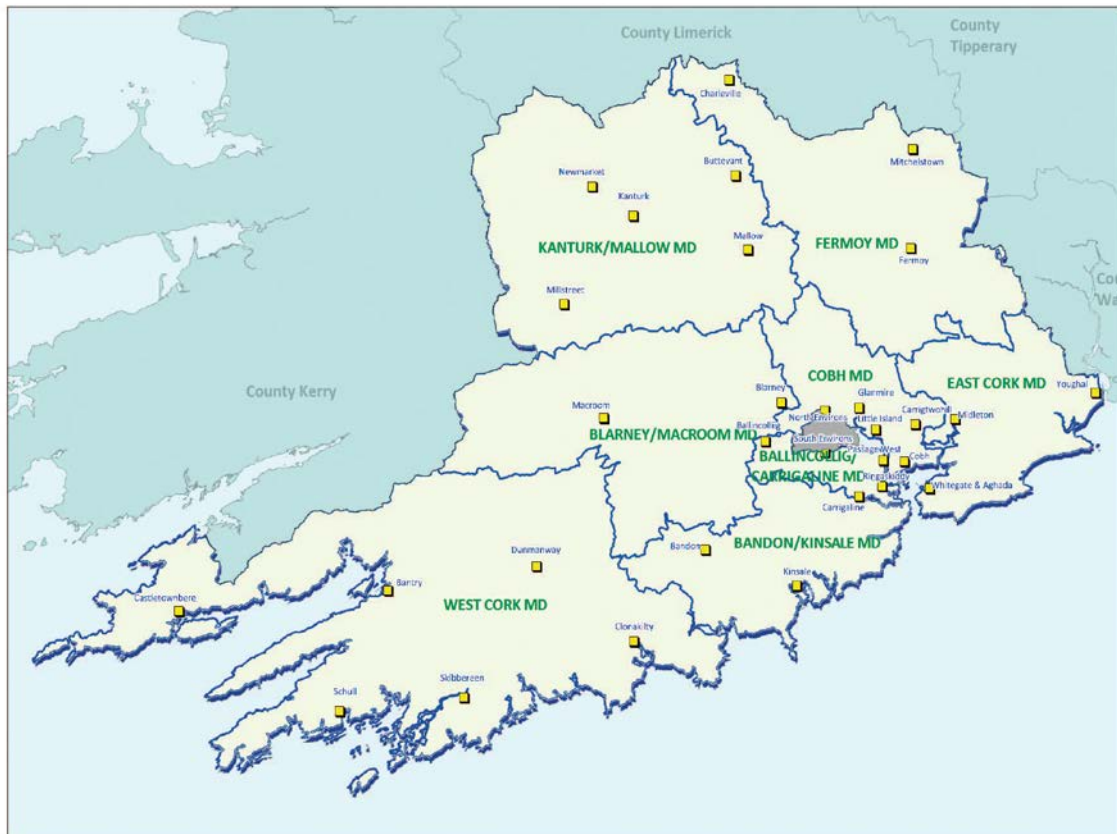 County Limerick
County
Tipperary
Charleville
Mitchelstown
Buttevant
Newmarket
Kanturk
KANTURK/MALLOW MD
Mallow
FERMOY MD
Fermoy
Millstreet
COBH MD
EAST CORK MD
Youghal
County Kerry
Blarney
Glanmire
Macroom
North Environs
Little Island
Carrigtwohill
Midleton
BLARNEY/MACROOM MD
Ballincollig
South Environs
Passage West
Cobh
BALLINCOLLIG/
CARRIGALINE MD
Ringaskiddy
Whitegate & Aghada
Carrigaline
BANDON/KINSALE MD
Bandon
Dunmanway
Kinsale
Bantry
Castletownbere
WEST CORK MD
Clonakilty
Skibbereen
Schull